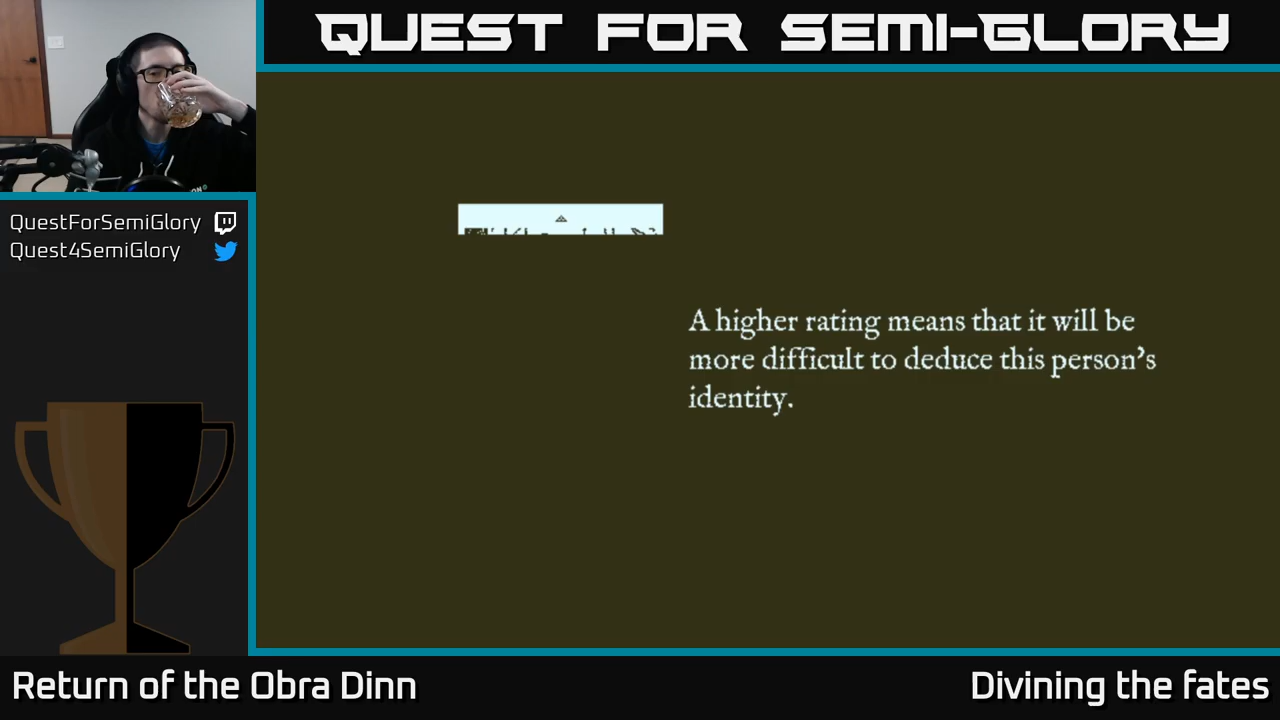 QUEST FOR SEMI-GLORY
QuestForSemiGlory
Quest4SemiGlory
A higher rating means that it will be
more difficult to deduce this person's
identity.
Return of the Obra Dinn
Divining the fates